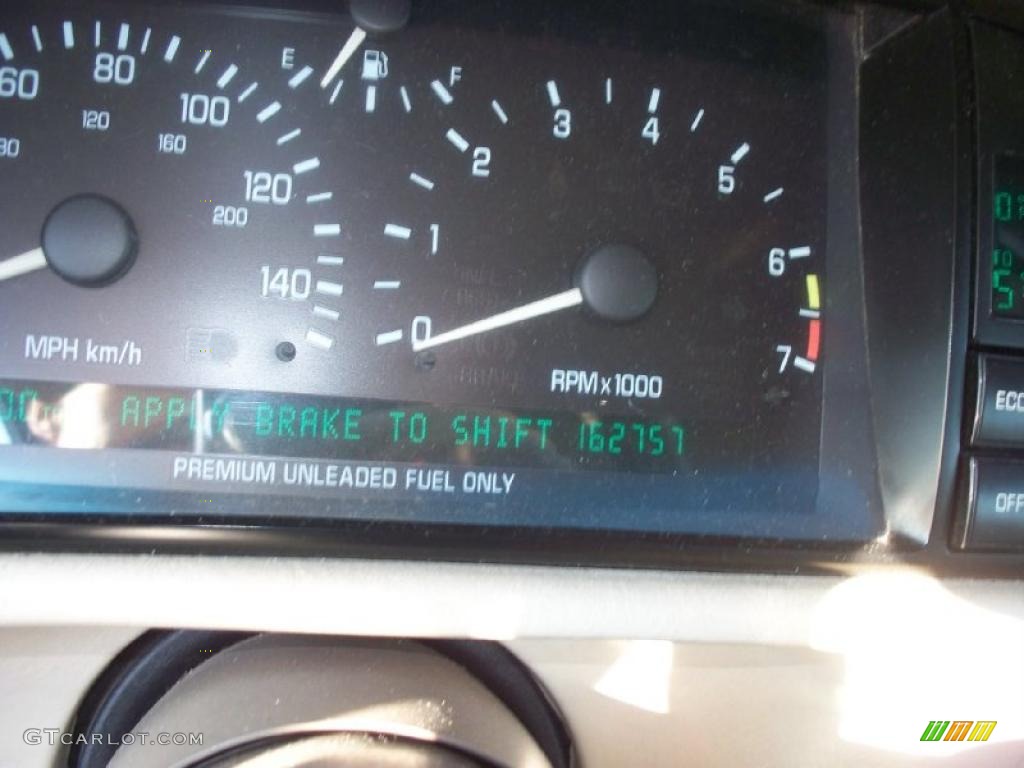 60 80 100 120 140
120 160 200
E F
0 1 2 3 4 5 6 7
MPH km/h
RPM x 1000
APPLY BRAKE TO SHIFT 162757
PREMIUM UNLEADED FUEL ONLY
OFF
GTCARLOT.COM